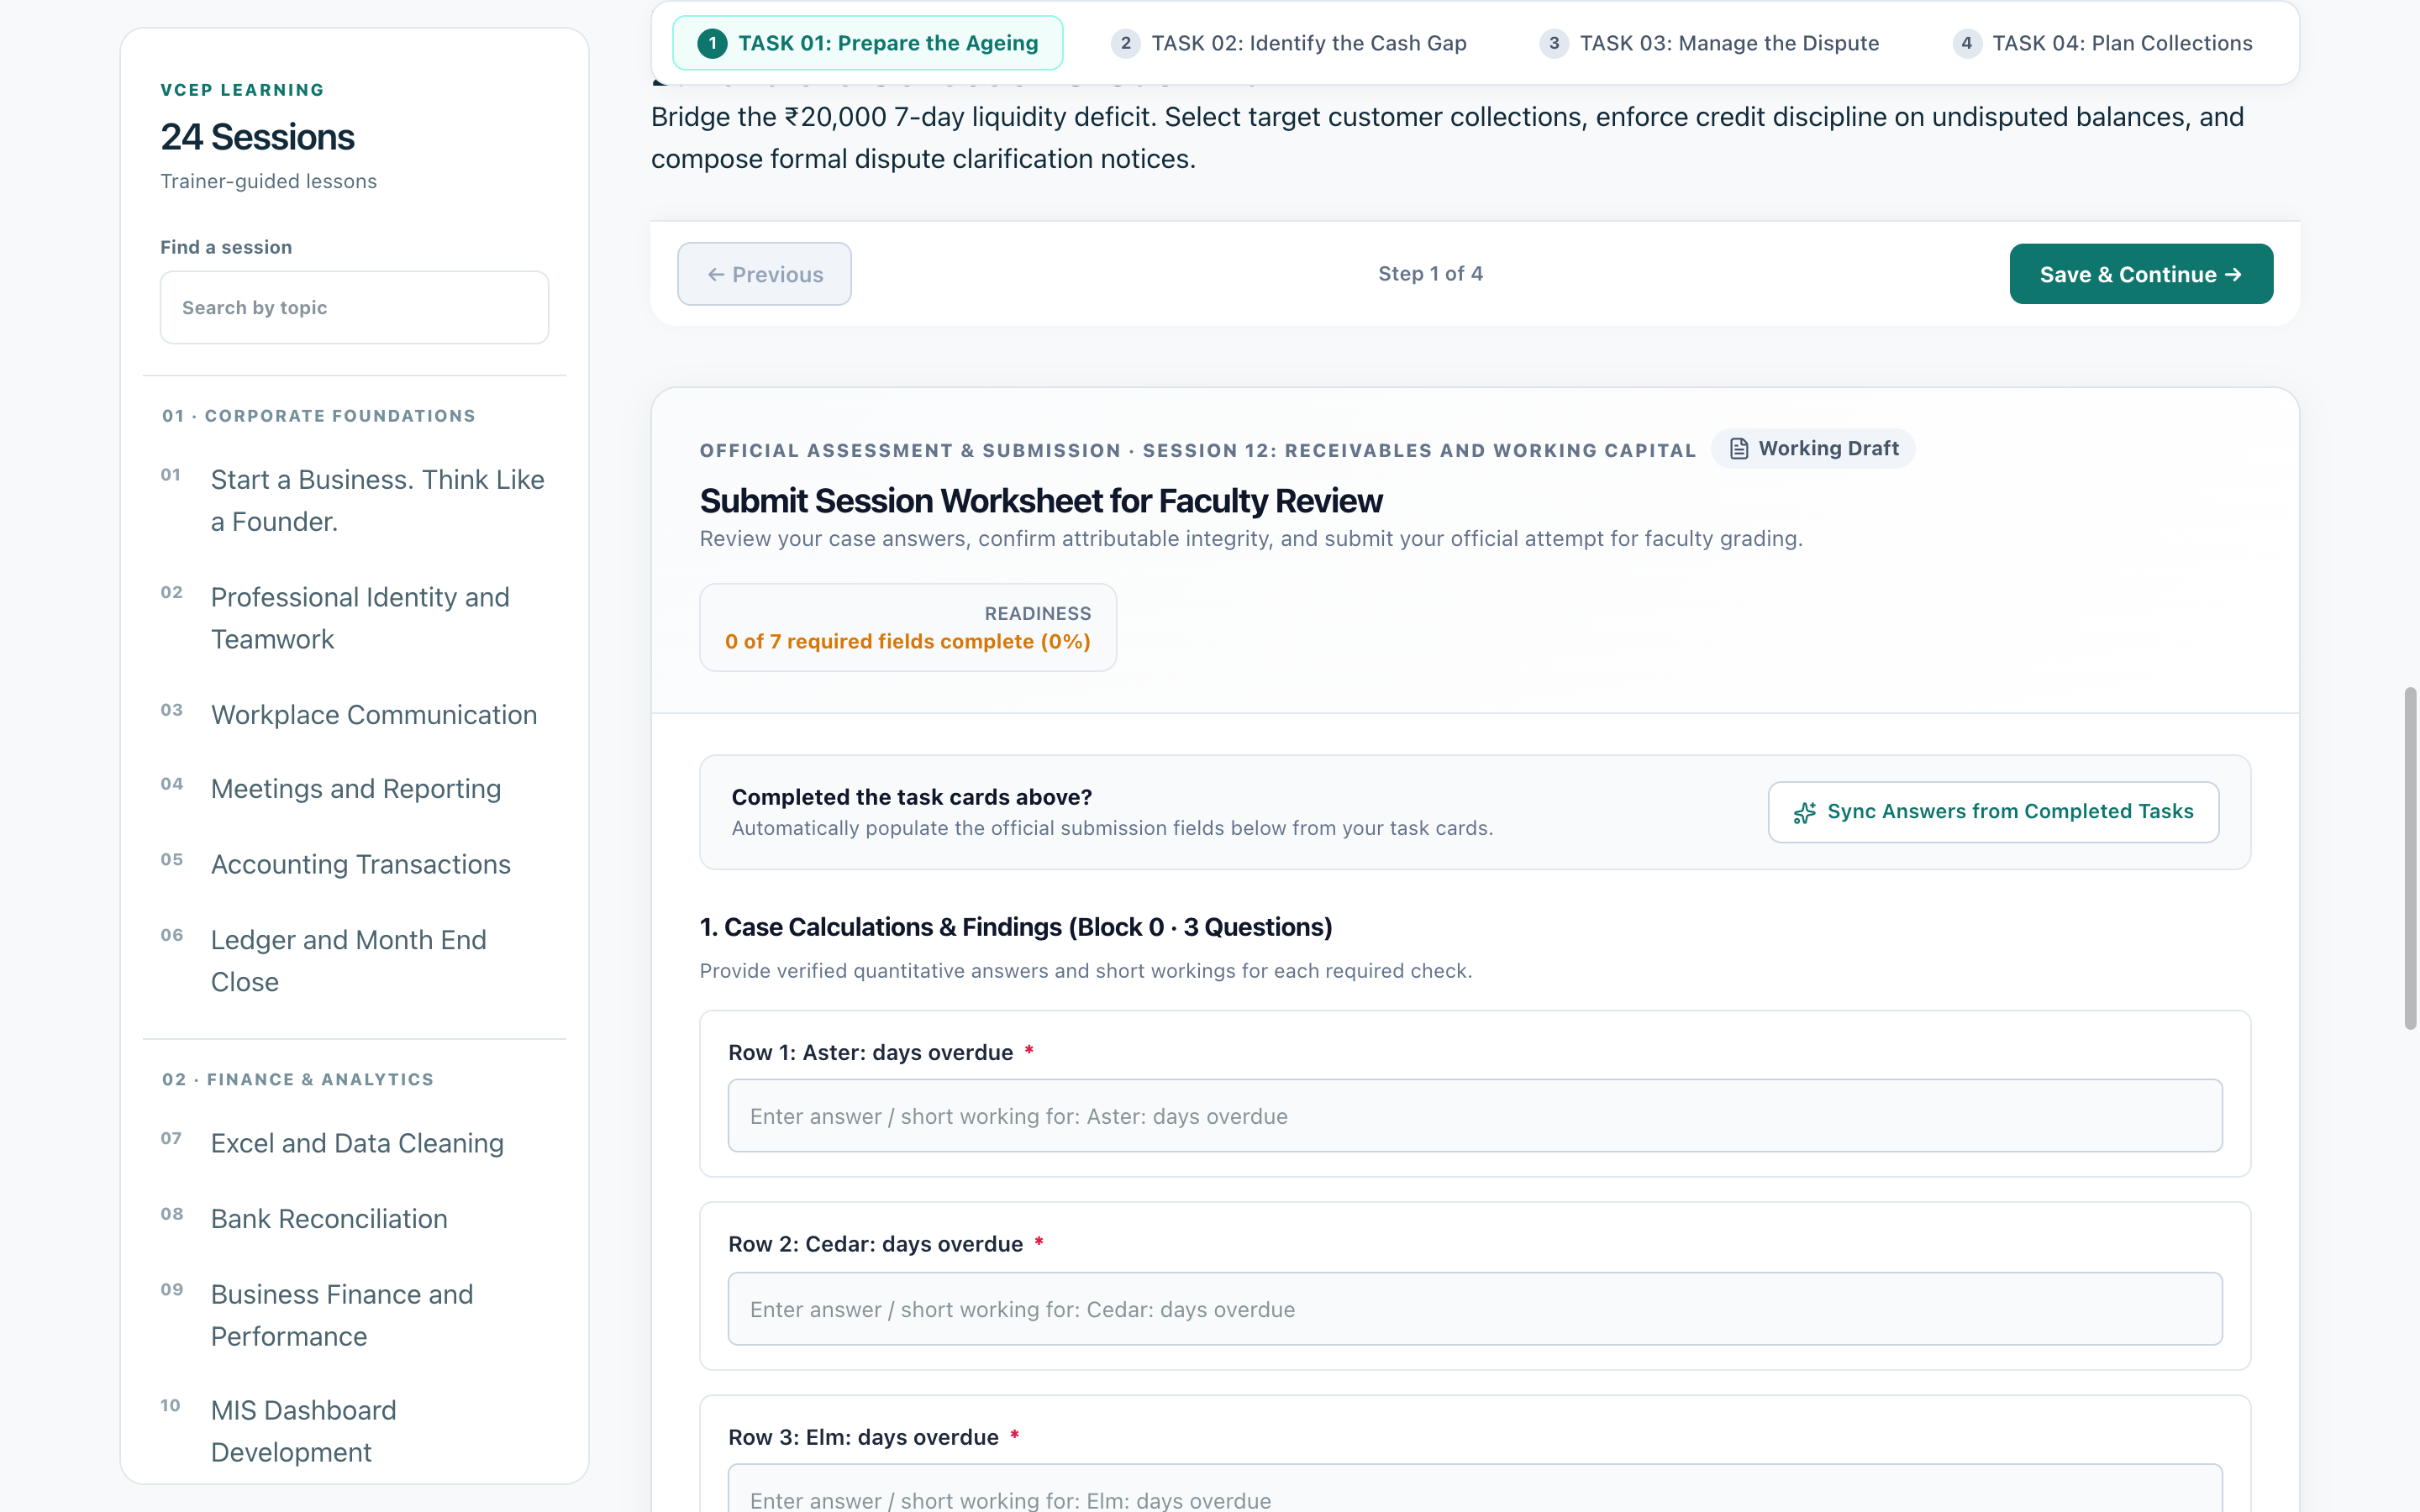 VCEP LEARNING
24 Sessions
Trainer-guided lessons
Find a session
Search by topic
01 · CORPORATE FOUNDATIONS
01 Start a Business. Think Like
a Founder.
02 Professional Identity and
Teamwork
03 Workplace Communication
04 Meetings and Reporting
05 Accounting Transactions
06 Ledger and Month End
Close
02 · FINANCE & ANALYTICS
07 Excel and Data Cleaning
08 Bank Reconciliation
09 Business Finance and
Performance
10 MIS Dashboard
Development
1 TASK 01: Prepare the Ageing
2 TASK 02: Identify the Cash Gap
3 TASK 03: Manage the Dispute
4 TASK 04: Plan Collections
Bridge the ₹20,000 7-day liquidity deficit. Select target customer collections, enforce credit discipline on undisputed balances, and
compose formal dispute clarification notices.
← Previous
Step 1 of 4
Save & Continue →
OFFICIAL ASSESSMENT & SUBMISSION · SESSION 12: RECEIVABLES AND WORKING CAPITAL
Working Draft
Submit Session Worksheet for Faculty Review
Review your case answers, confirm attributable integrity, and submit your official attempt for faculty grading.
READINESS
0 of 7 required fields complete (0%)
Completed the task cards above?
Automatically populate the official submission fields below from your task cards.
Sync Answers from Completed Tasks
1. Case Calculations & Findings (Block 0 · 3 Questions)
Provide verified quantitative answers and short workings for each required check.
Row 1: Aster: days overdue *
Enter answer / short working for: Aster: days overdue
Row 2: Cedar: days overdue *
Enter answer / short working for: Cedar: days overdue
Row 3: Elm: days overdue *
Enter answer / short working for: Elm: days overdue